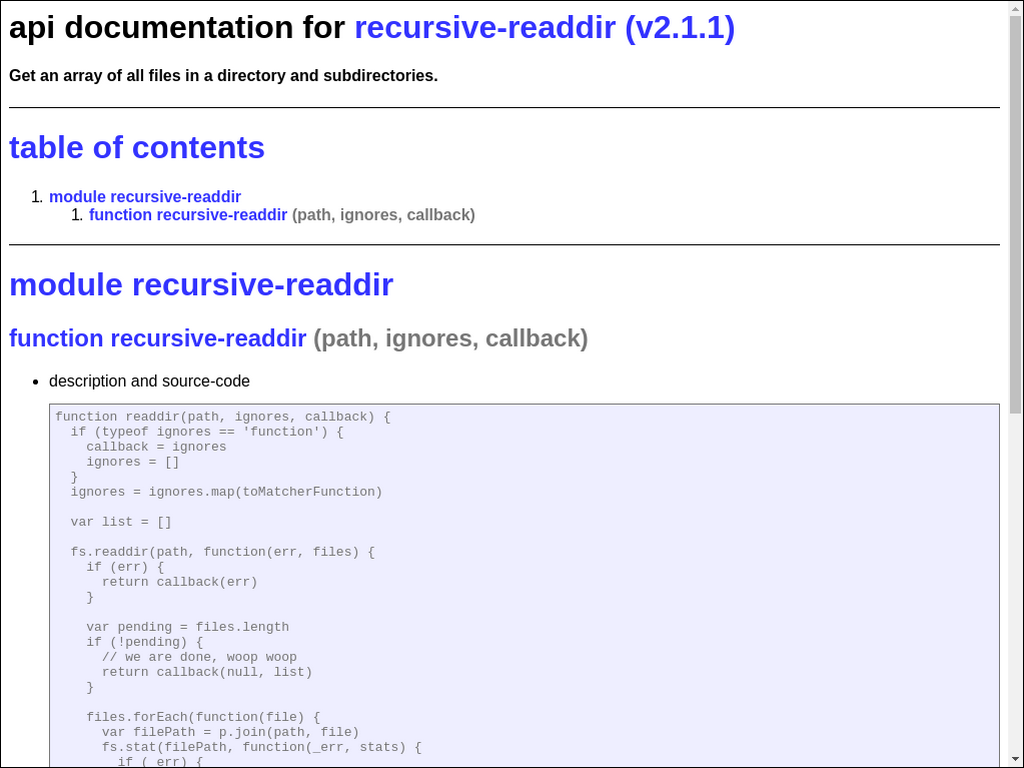 api documentation for recursive-readdir (v2.1.1)
Get an array of all files in a directory and subdirectories.
table of contents
1. module recursive-readdir
1. function recursive-readdir (path, ignores, callback)
module recursive-readdir
function recursive-readdir (path, ignores, callback)
• description and source-code
function readdir(path, ignores, callback) {
  if (typeof ignores == 'function') {
    callback = ignores
    ignores = []
  }
  ignores = ignores.map(toMatcherFunction)

  var list = []

  fs.readdir(path, function(err, files) {
    if (err) {
      return callback(err)
    }

    var pending = files.length
    if (!pending) {
      // we are done, woop woop
      return callback(null, list)
    }

    files.forEach(function(file) {
      var filePath = p.join(path, file)
      fs.stat(filePath, function(_err, stats) {
        if (_err) {